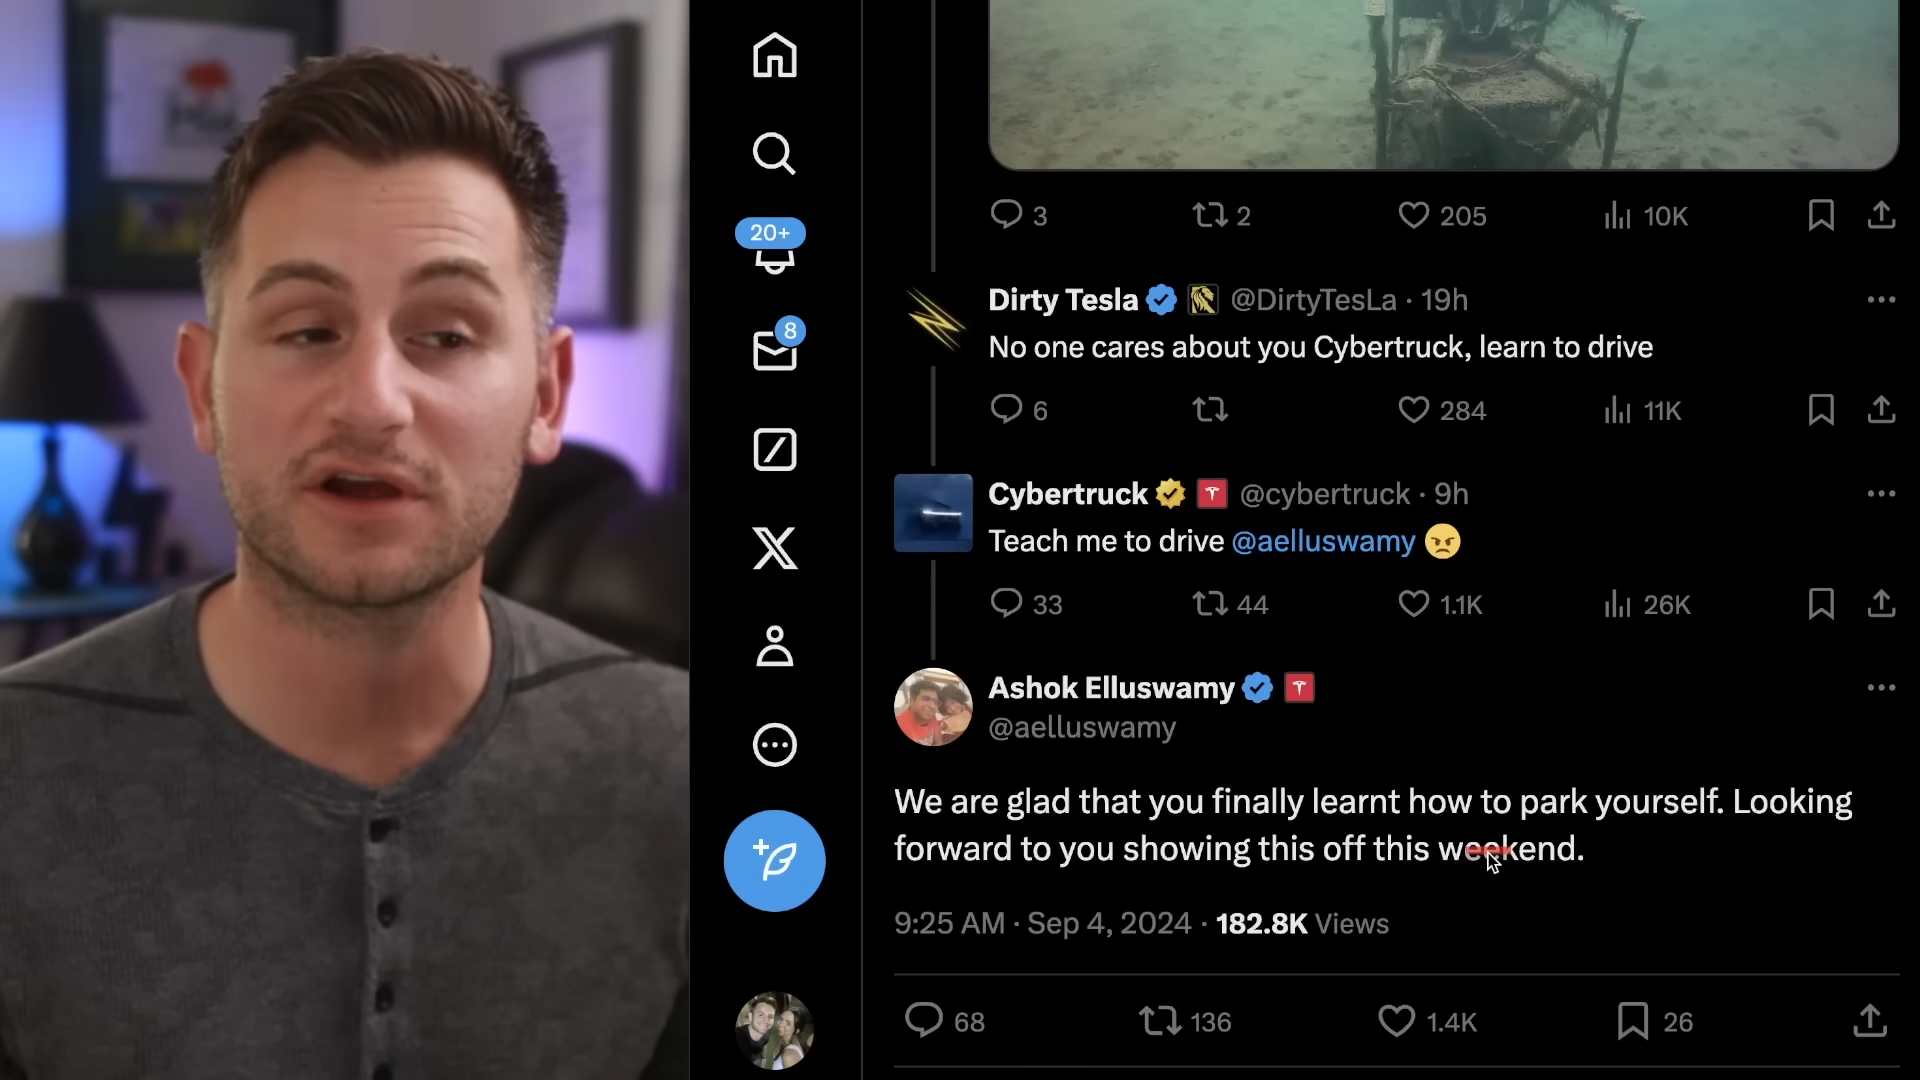 20+
8
3 2 205 10K
Dirty Tesla @DirtyTesLa · 19h
No one cares about you Cybertruck, learn to drive
6 284 11K
Cybertruck @cybertruck · 9h
Teach me to drive @aelluswamy 😠
33 44 1.1K 26K
Ashok Elluswamy
@aelluswamy
We are glad that you finally learnt how to park yourself. Looking
forward to you showing this off this weekend.
9:25 AM · Sep 4, 2024 · 182.8K Views
68 136 1.4K 26